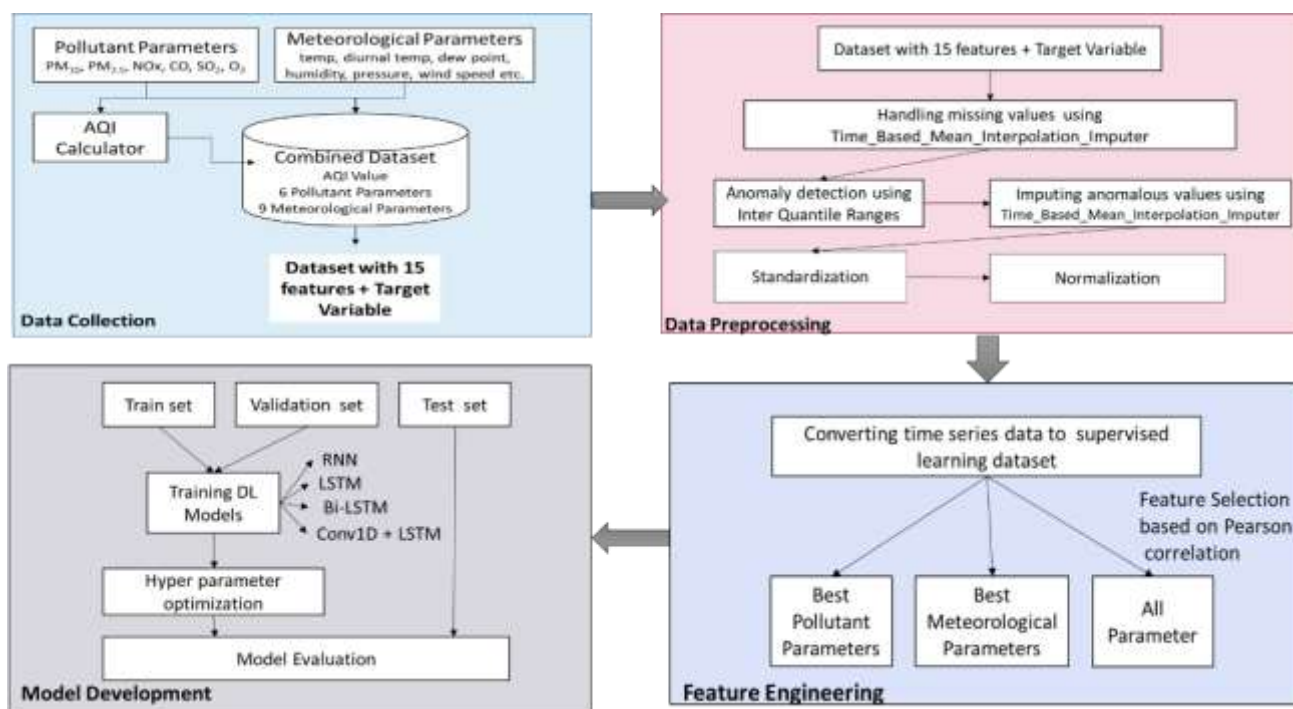 Pollutant Parameters
PM₁₀, PM₂.₅, NOx, CO, SO₂, O₃
Meteorological Parameters
temp, diurnal temp, dew point,
humidity, pressure, wind speed etc.
AQI
Calculator
Combined Dataset
AQI Value
6 Pollutant Parameters
9 Meteorological Parameters
Dataset with 15
features + Target
Variable
Data Collection
Dataset with 15 features + Target Variable
Handling missing values using
Time_Based_Mean_Interpolation_Imputer
Anomaly detection using
Inter Quantile Ranges
Imputing anomalous values using
Time_Based_Mean_Interpolation_Imputer
Standardization
Normalization
Data Preprocessing
Train set
Validation set
Test set
Training DL
Models
RNN
LSTM
Bi-LSTM
Conv1D + LSTM
Hyper parameter
optimization
Model Evaluation
Model Development
Converting time series data to supervised
learning dataset
Feature Selection
based on Pearson
correlation
Best
Pollutant
Parameters
Best
Meteorological
Parameters
All
Parameter
Feature Engineering